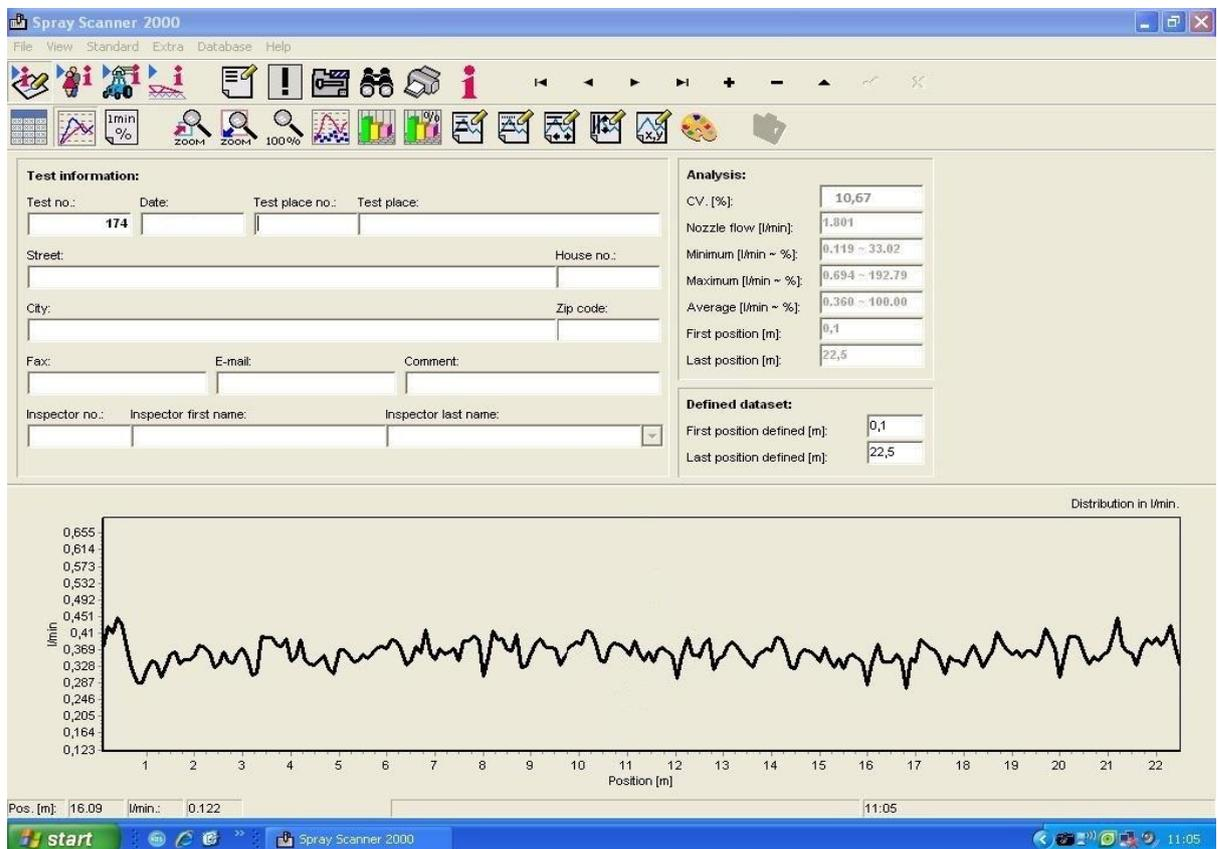 Spray Scanner 2000
File View Standard Extra Database Help
1min % ZOOM ZOOM 100% %
Test information:
Test no.: Date: Test place no.: Test place:
174
Street: House no.:
City: Zip code:
Fax: E-mail: Comment:
Inspector no.: Inspector first name: Inspector last name:
Analysis:
CV. [%]: 10,67
Nozzle flow [l/min]: 1.801
Minimum [l/min ~ %]: 0.119 ~ 33.02
Maximum [l/min ~ %]: 0.694 ~ 192.79
Average [l/min ~ %]: 0.360 ~ 100.00
First position [m]: 0,1
Last position [m]: 22,5
Defined dataset:
First position defined [m]: 0,1
Last position defined [m]: 22,5
Distribution in l/min.
0,655
0,614
0,573
0,532
0,492
0,451
0,41
0,369
0,328
0,287
0,246
0,205
0,164
0,123
l/min
1 2 3 4 5 6 7 8 9 10 11 12 13 14 15 16 17 18 19 20 21 22
Position [m]
Pos. [m]: 16.09 l/min.: 0.122 11:05
start Spray Scanner 2000 11:05